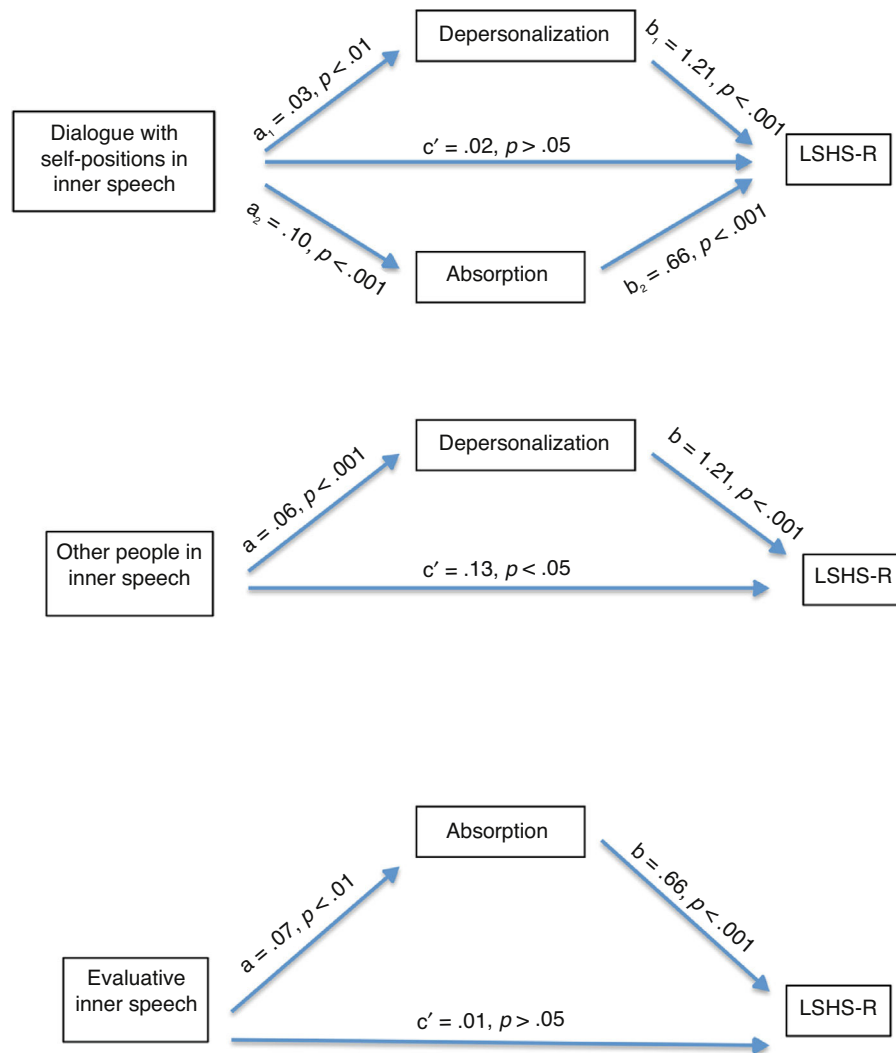 Depersonalization
a₁ = .03, p < .01
b₁ = 1.21, p < .001
Dialogue with
self-positions in
inner speech
c′ = .02, p > .05
LSHS-R
a₂ = .10, p < .001
Absorption
b₂ = .66, p < .001
Depersonalization
a = .06, p < .001
b = 1.21, p < .001
Other people in
inner speech
c′ = .13, p < .05
LSHS-R
Absorption
a = .07, p < .01
b = .66, p < .001
Evaluative
inner speech
c′ = .01, p > .05
LSHS-R